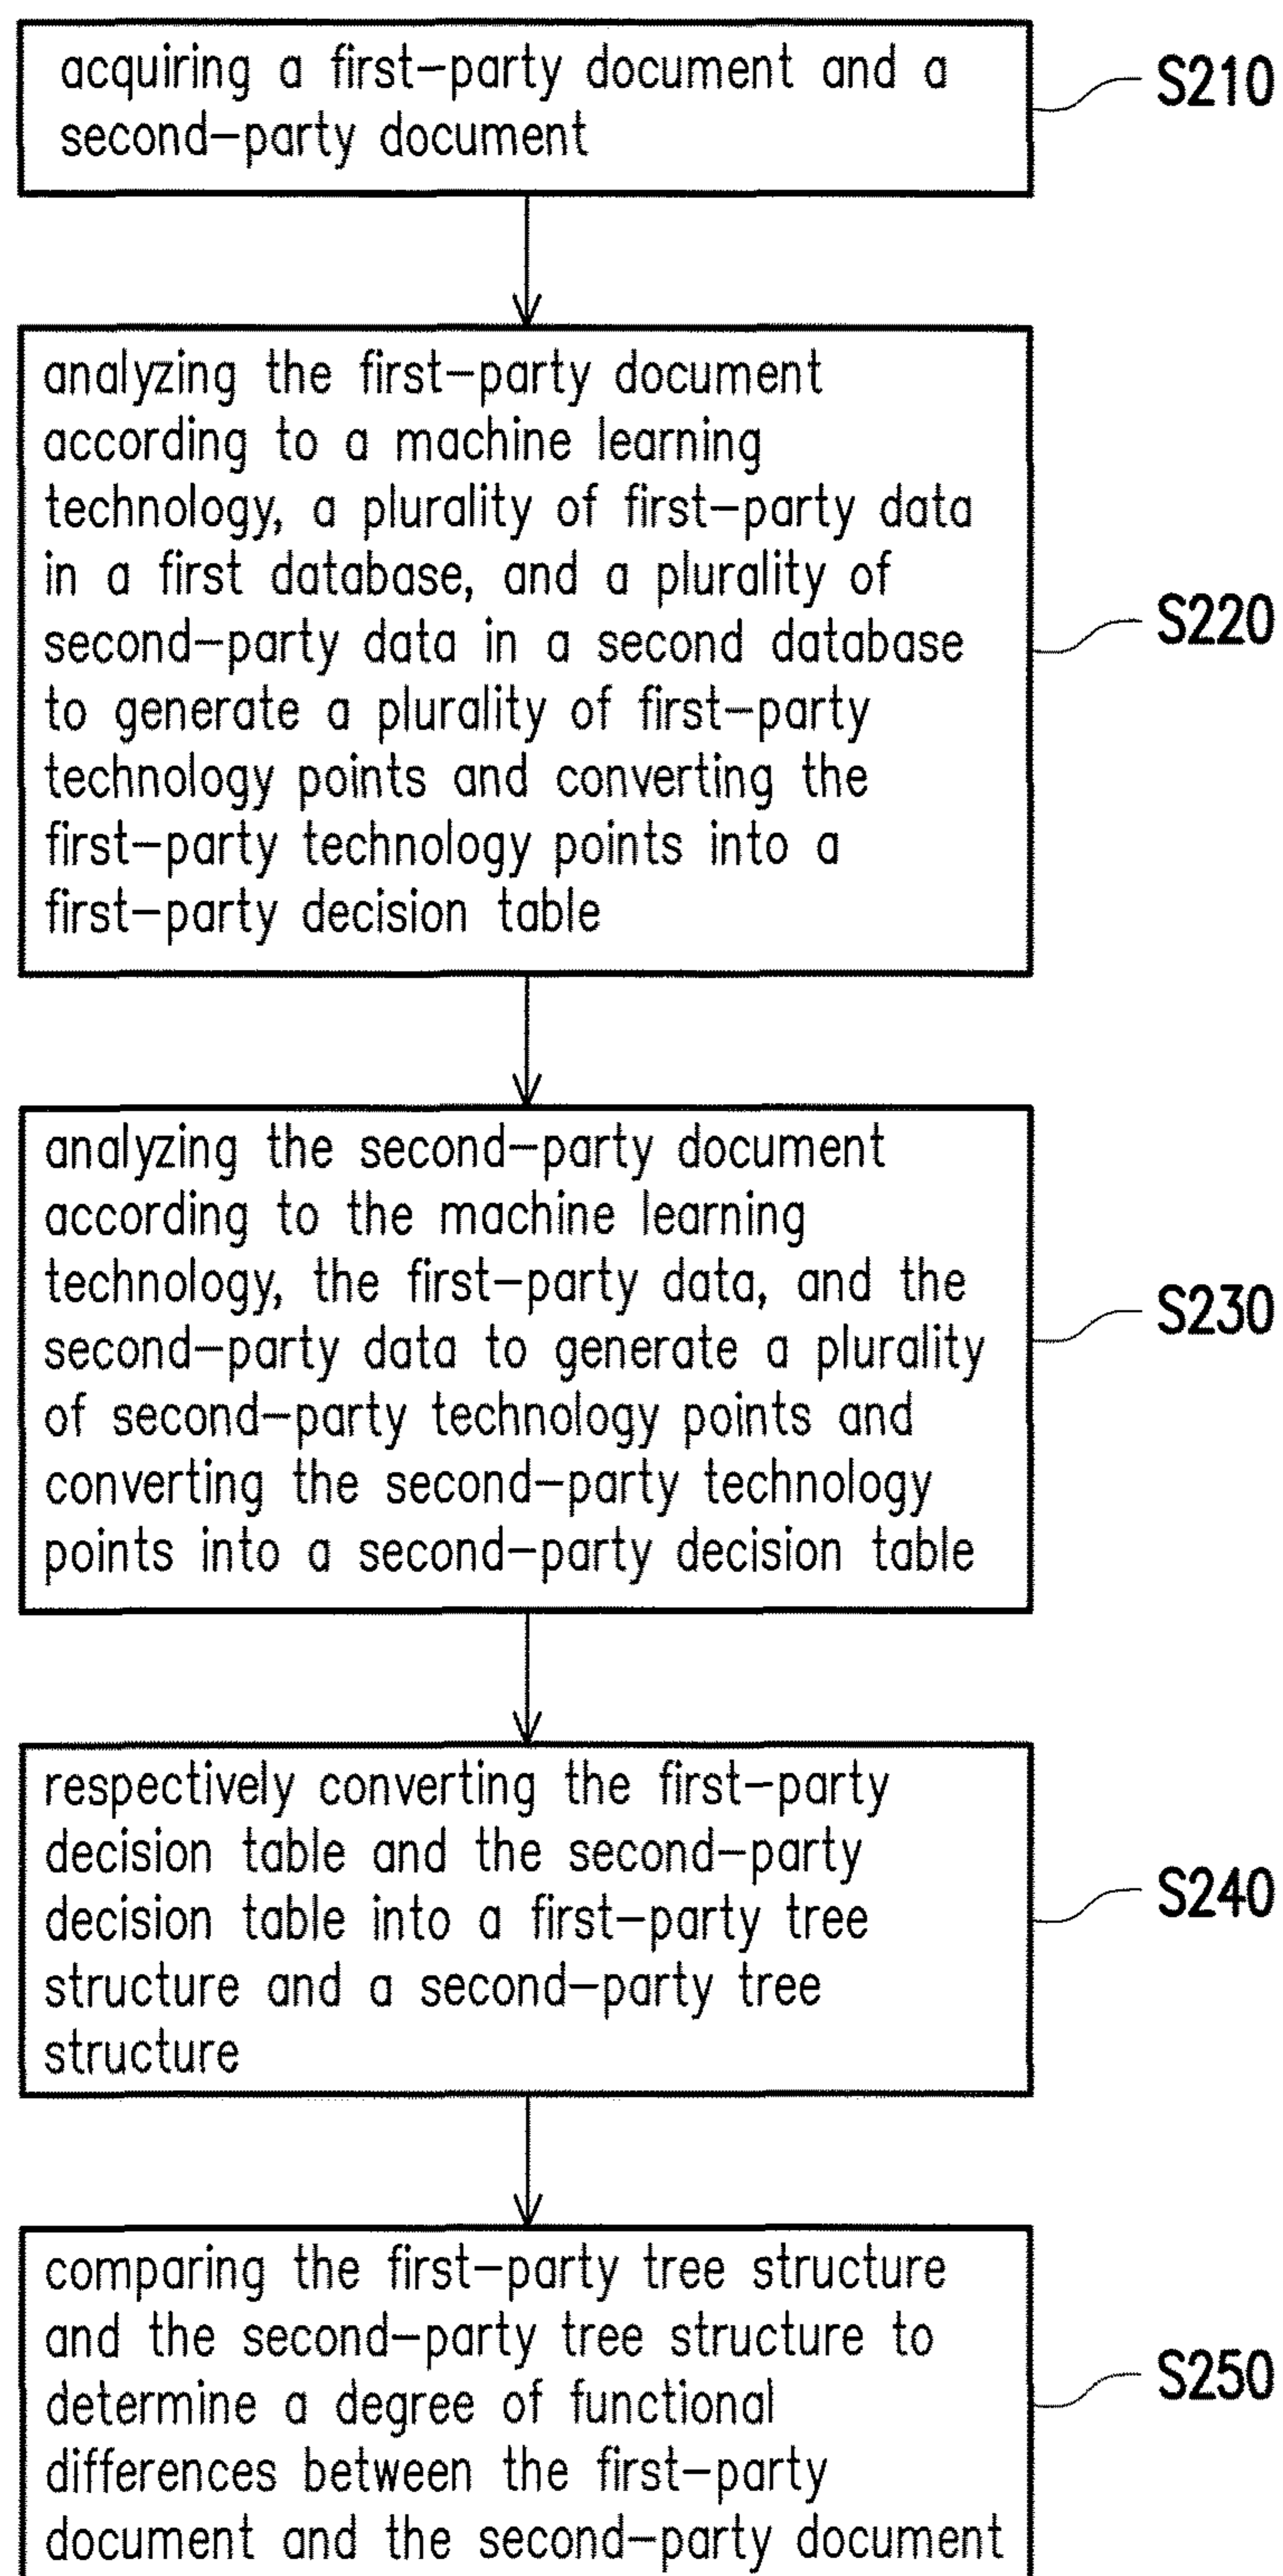 acquiring a first-party document and a
second-party document
S210
analyzing the first-party document
according to a machine learning
technology, a plurality of first-party data
in a first database, and a plurality of
second-party data in a second database
to generate a plurality of first-party
technology points and converting the
first-party technology points into a
first-party decision table
S220
analyzing the second-party document
according to the machine learning
technology, the first-party data, and the
second-party data to generate a plurality
of second-party technology points and
converting the second-party technology
points into a second-party decision table
S230
respectively converting the first-party
decision table and the second-party
decision table into a first-party tree
structure and a second-party tree
structure
S240
comparing the first-party tree structure
and the second-party tree structure to
determine a degree of functional
differences between the first-party
document and the second-party document
S250